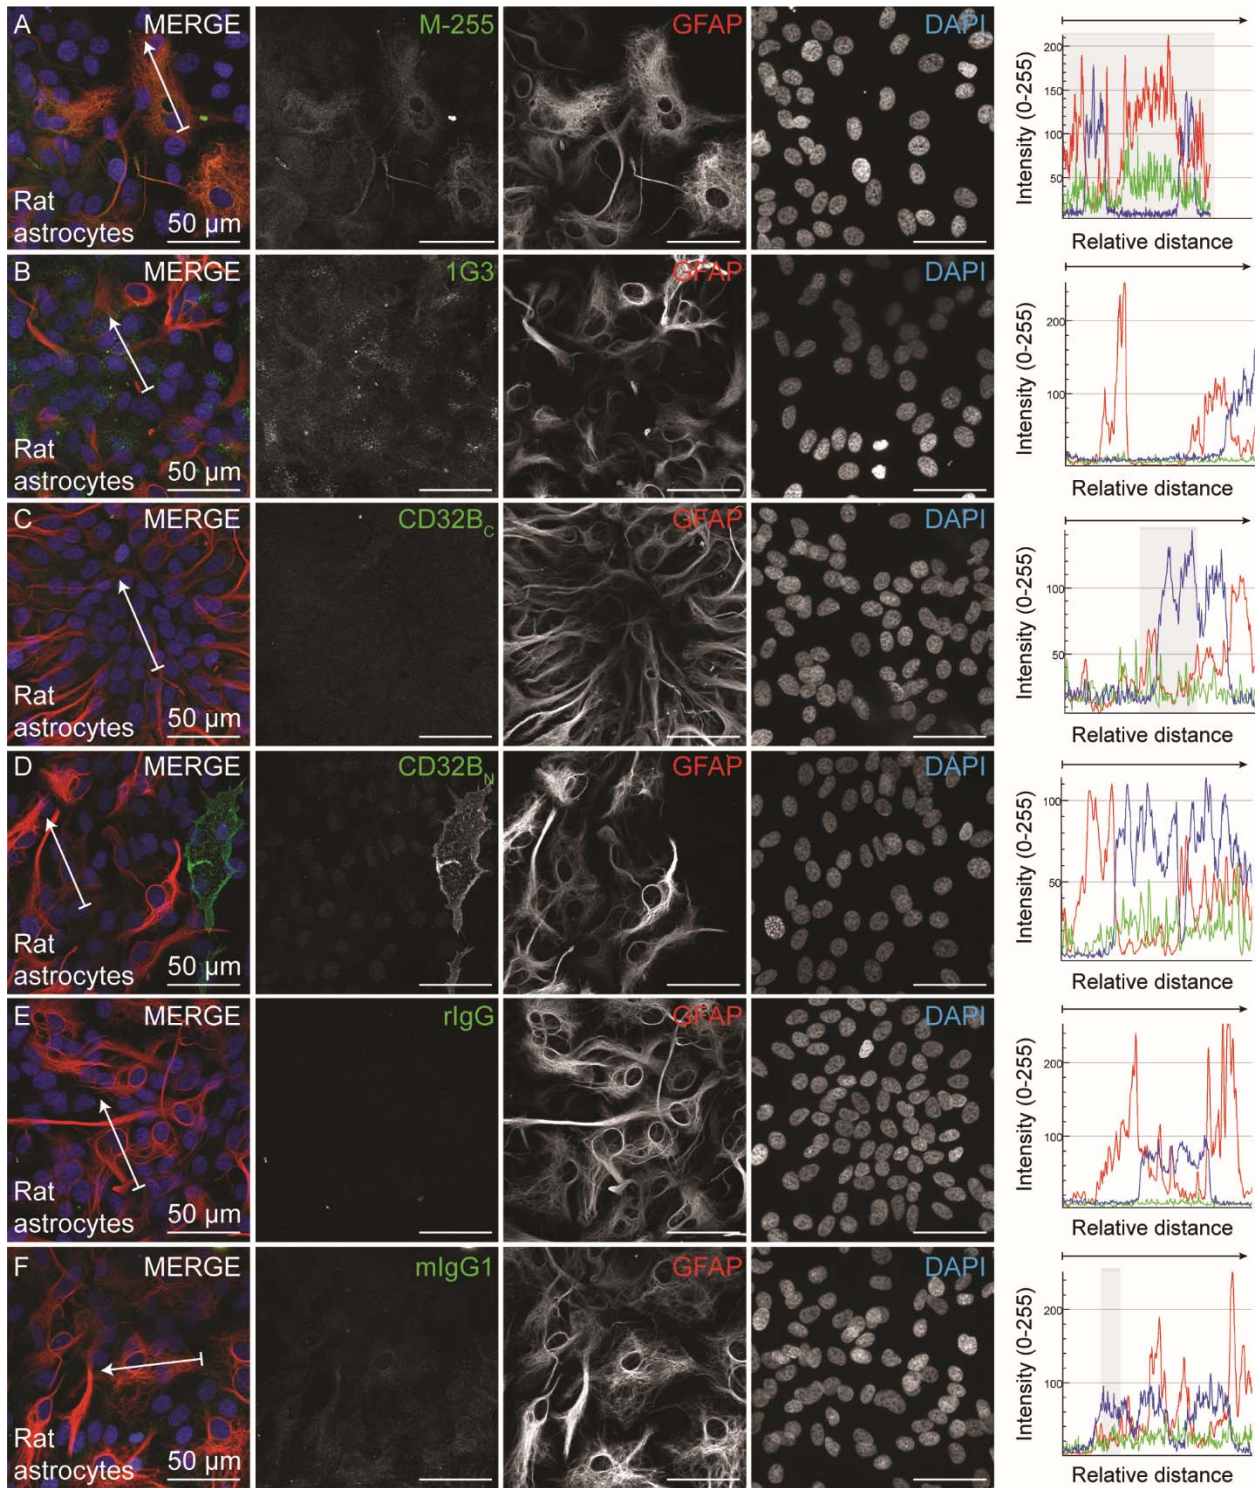 A MERGE M-255 GFAP DAPI
Rat
astrocytes 50 µm
Intensity (0-255)
200
150
100
50
Relative distance
B MERGE 1G3 GFAP DAPI
Rat
astrocytes 50 µm
Intensity (0-255)
200
100
Relative distance
C MERGE CD32BC GFAP DAPI
Rat
astrocytes 50 µm
Intensity (0-255)
100
50
Relative distance
D MERGE CD32BN GFAP DAPI
Rat
astrocytes 50 µm
Intensity (0-255)
100
50
Relative distance
E MERGE rIgG GFAP DAPI
Rat
astrocytes 50 µm
Intensity (0-255)
200
100
Relative distance
F MERGE mIgG1 GFAP DAPI
Rat
astrocytes 50 µm
Intensity (0-255)
200
100
Relative distance